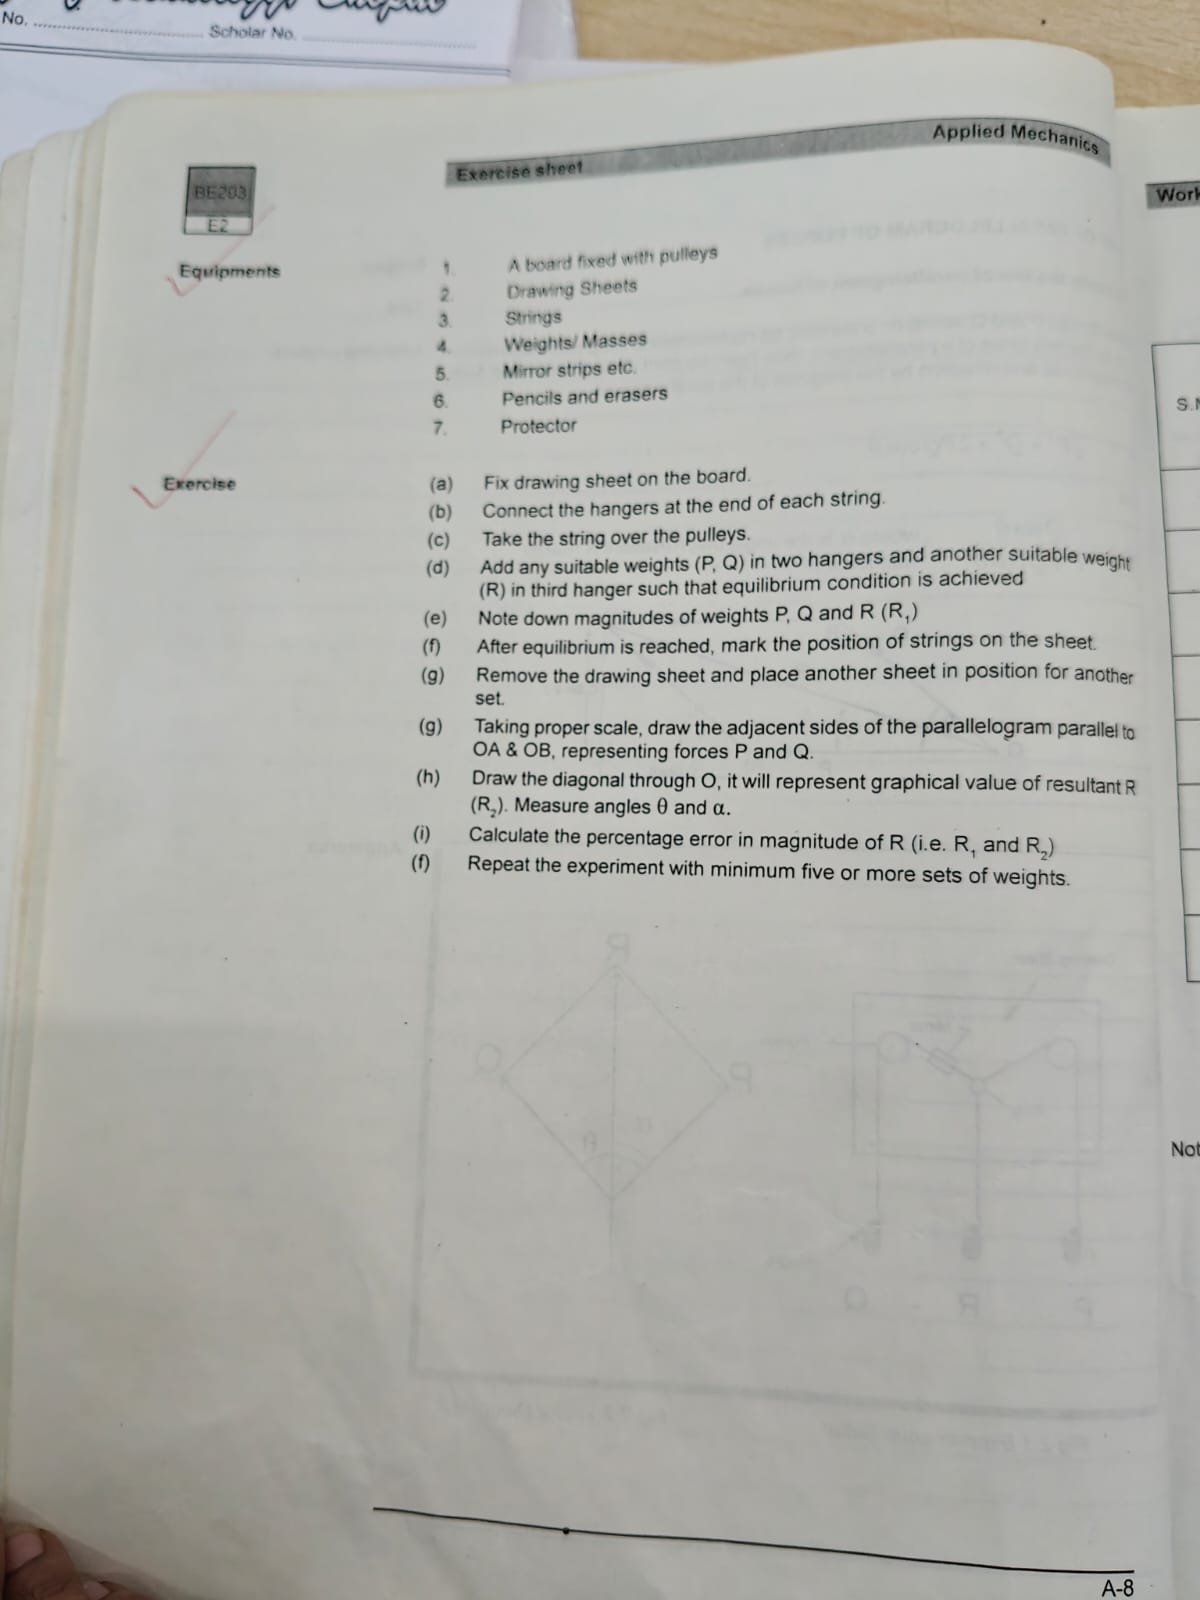 No.
Scholar No.
Applied Mechanics
Exercise sheet
BE203
E2
Work
Equipments
1. A board fixed with pulleys
2. Drawing Sheets
3. Strings
4. Weights/ Masses
5. Mirror strips etc.
6. Pencils and erasers
7. Protector
Exercise
(a) Fix drawing sheet on the board.
(b) Connect the hangers at the end of each string.
(c) Take the string over the pulleys.
(d) Add any suitable weights (P, Q) in two hangers and another suitable weight
(R) in third hanger such that equilibrium condition is achieved
(e) Note down magnitudes of weights P, Q and R (R₁)
(f) After equilibrium is reached, mark the position of strings on the sheet.
(g) Remove the drawing sheet and place another sheet in position for another
set.
(g) Taking proper scale, draw the adjacent sides of the parallelogram parallel to
OA & OB, representing forces P and Q.
(h) Draw the diagonal through O, it will represent graphical value of resultant R
(R₂). Measure angles θ and α.
(i) Calculate the percentage error in magnitude of R (i.e. R₁ and R₂)
(f) Repeat the experiment with minimum five or more sets of weights.
Not
A-8